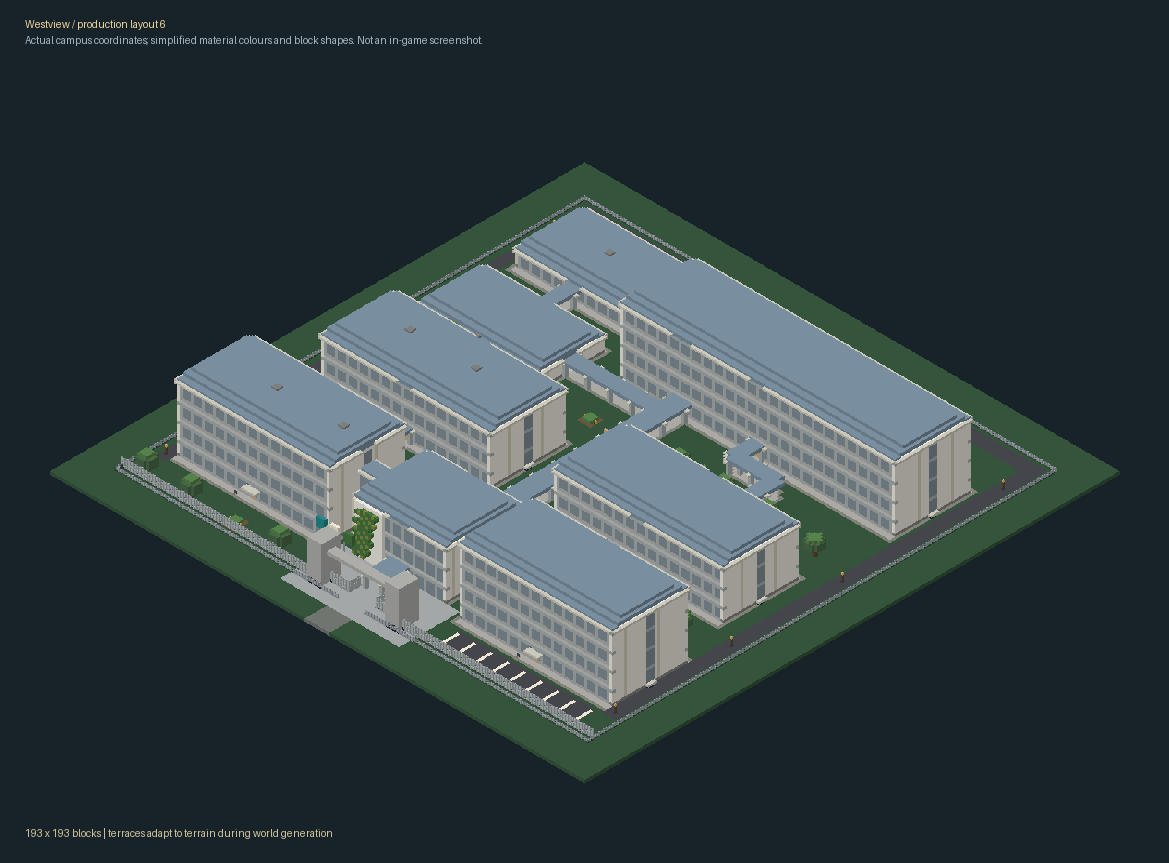 Westview / production layout 6
Actual campus coordinates; simplified material colours and block shapes. Not an in-game screenshot.
193 x 193 blocks | terraces adapt to terrain during world generation